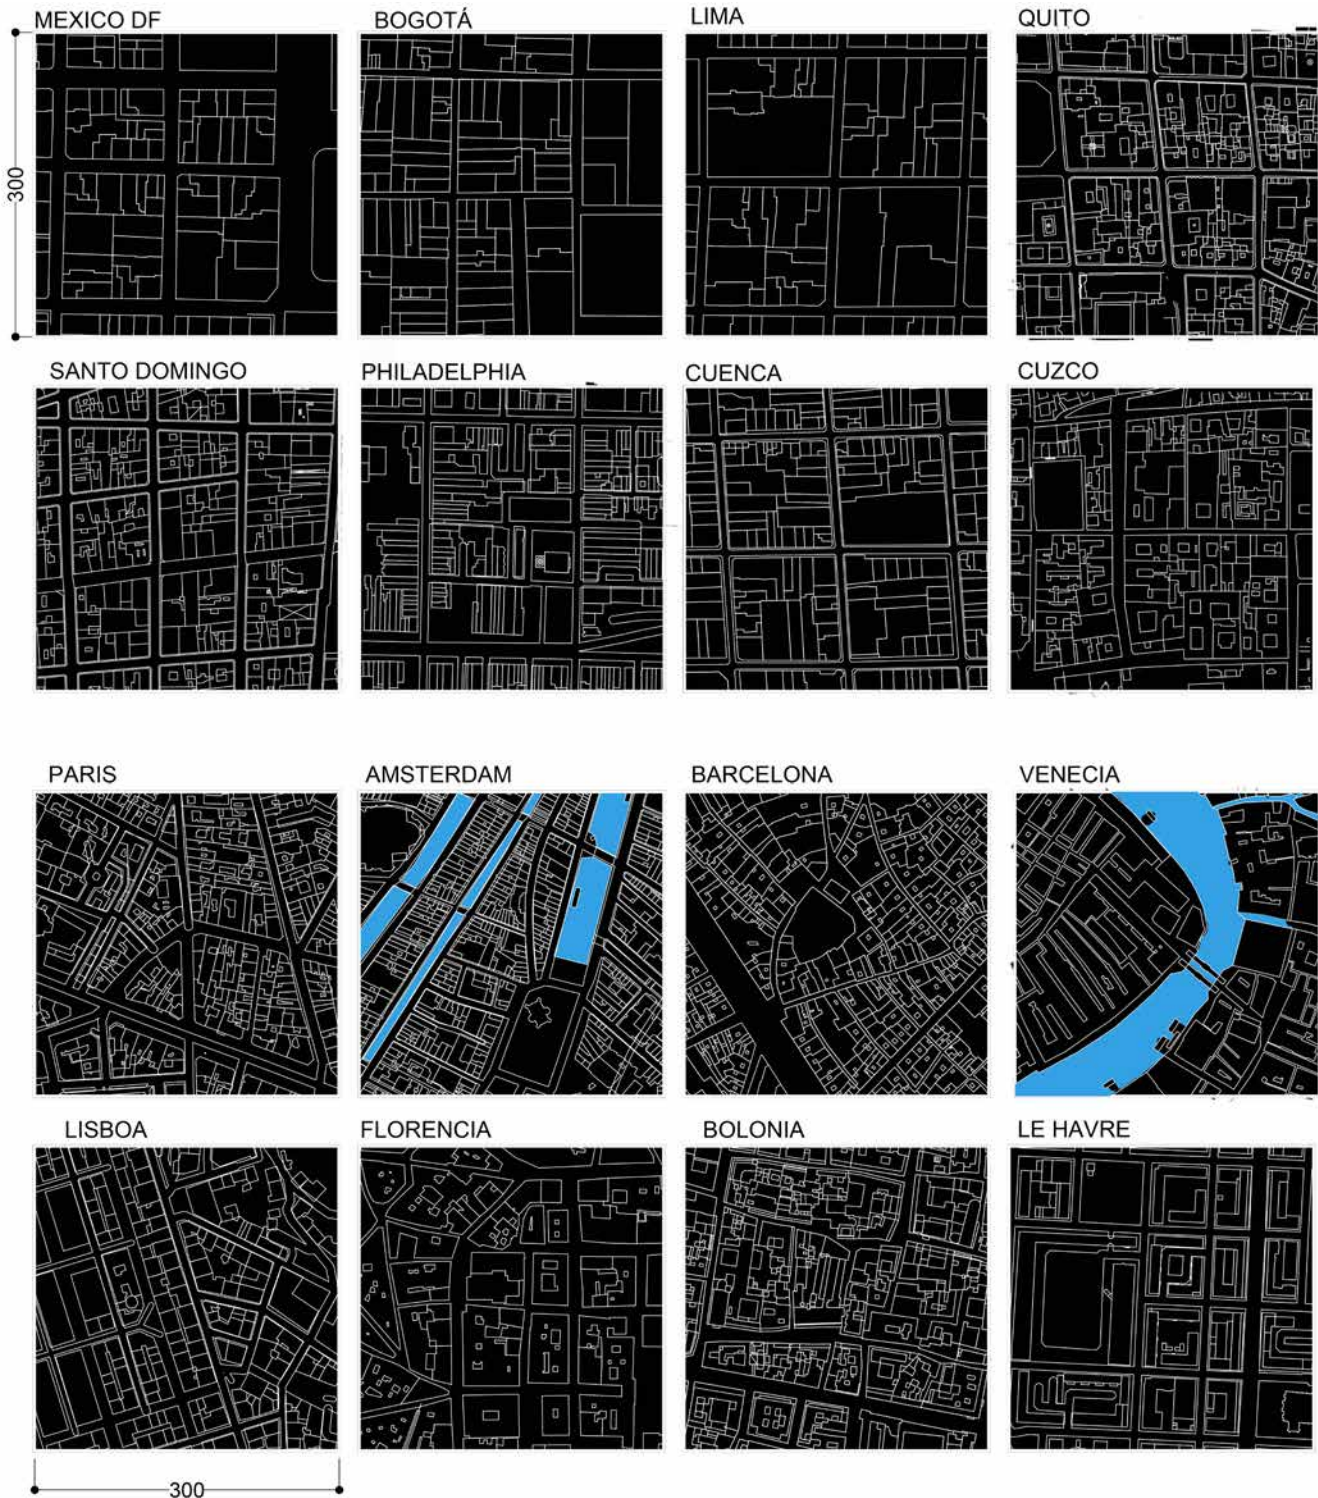 MEXICO DF
BOGOTÁ
LIMA
QUITO
300
SANTO DOMINGO
PHILADELPHIA
CUENCA
CUZCO
PARIS
AMSTERDAM
BARCELONA
VENECIA
LISBOA
FLORENCIA
BOLONIA
LE HAVRE
300